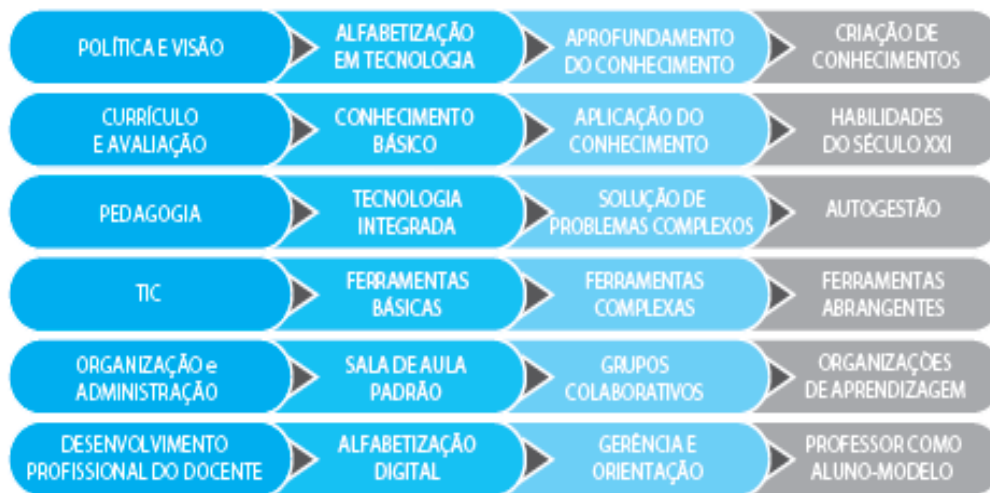 POLÍTICA E VISÃO
ALFABETIZAÇÃO
EM TECNOLOGIA
APROFUNDAMENTO
DO CONHECIMENTO
CRIAÇÃO DE
CONHECIMENTOS
CURRÍCULO
E AVALIAÇÃO
CONHECIMENTO
BÁSICO
APLICAÇÃO DO
CONHECIMENTO
HABILIDADES
DO SÉCULO XXI
PEDAGOGIA
TECNOLOGIA
INTEGRADA
SOLUÇÃO DE
PROBLEMAS COMPLEXOS
AUTOGESTÃO
TIC
FERRAMENTAS
BÁSICAS
FERRAMENTAS
COMPLEXAS
FERRAMENTAS
ABRANGENTES
ORGANIZAÇÃO e
ADMINISTRAÇÃO
SALA DE AULA
PADRÃO
GRUPOS
COLABORATIVOS
ORGANIZAÇÕES
DE APRENDIZAGEM
DESENVOLVIMENTO
PROFISSIONAL DO DOCENTE
ALFABETIZAÇÃO
DIGITAL
GERÊNCIA E
ORIENTAÇÃO
PROFESSOR COMO
ALUNO-MODELO